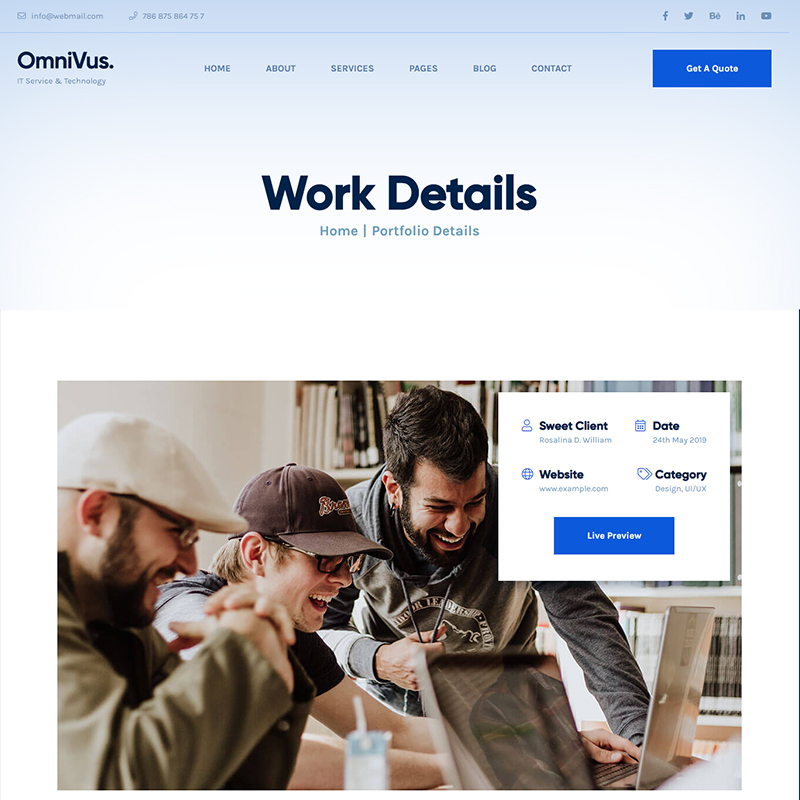 info@webmail.com 786 875 864 75 7
OmniVus.
IT Service & Technology
HOME ABOUT SERVICES PAGES BLOG CONTACT
Get A Quote
Work Details
Home | Portfolio Details
Sweet Client Date
Rosalina D. William 24th May 2019
Website Category
www.example.com Design, UI/UX
Live Preview